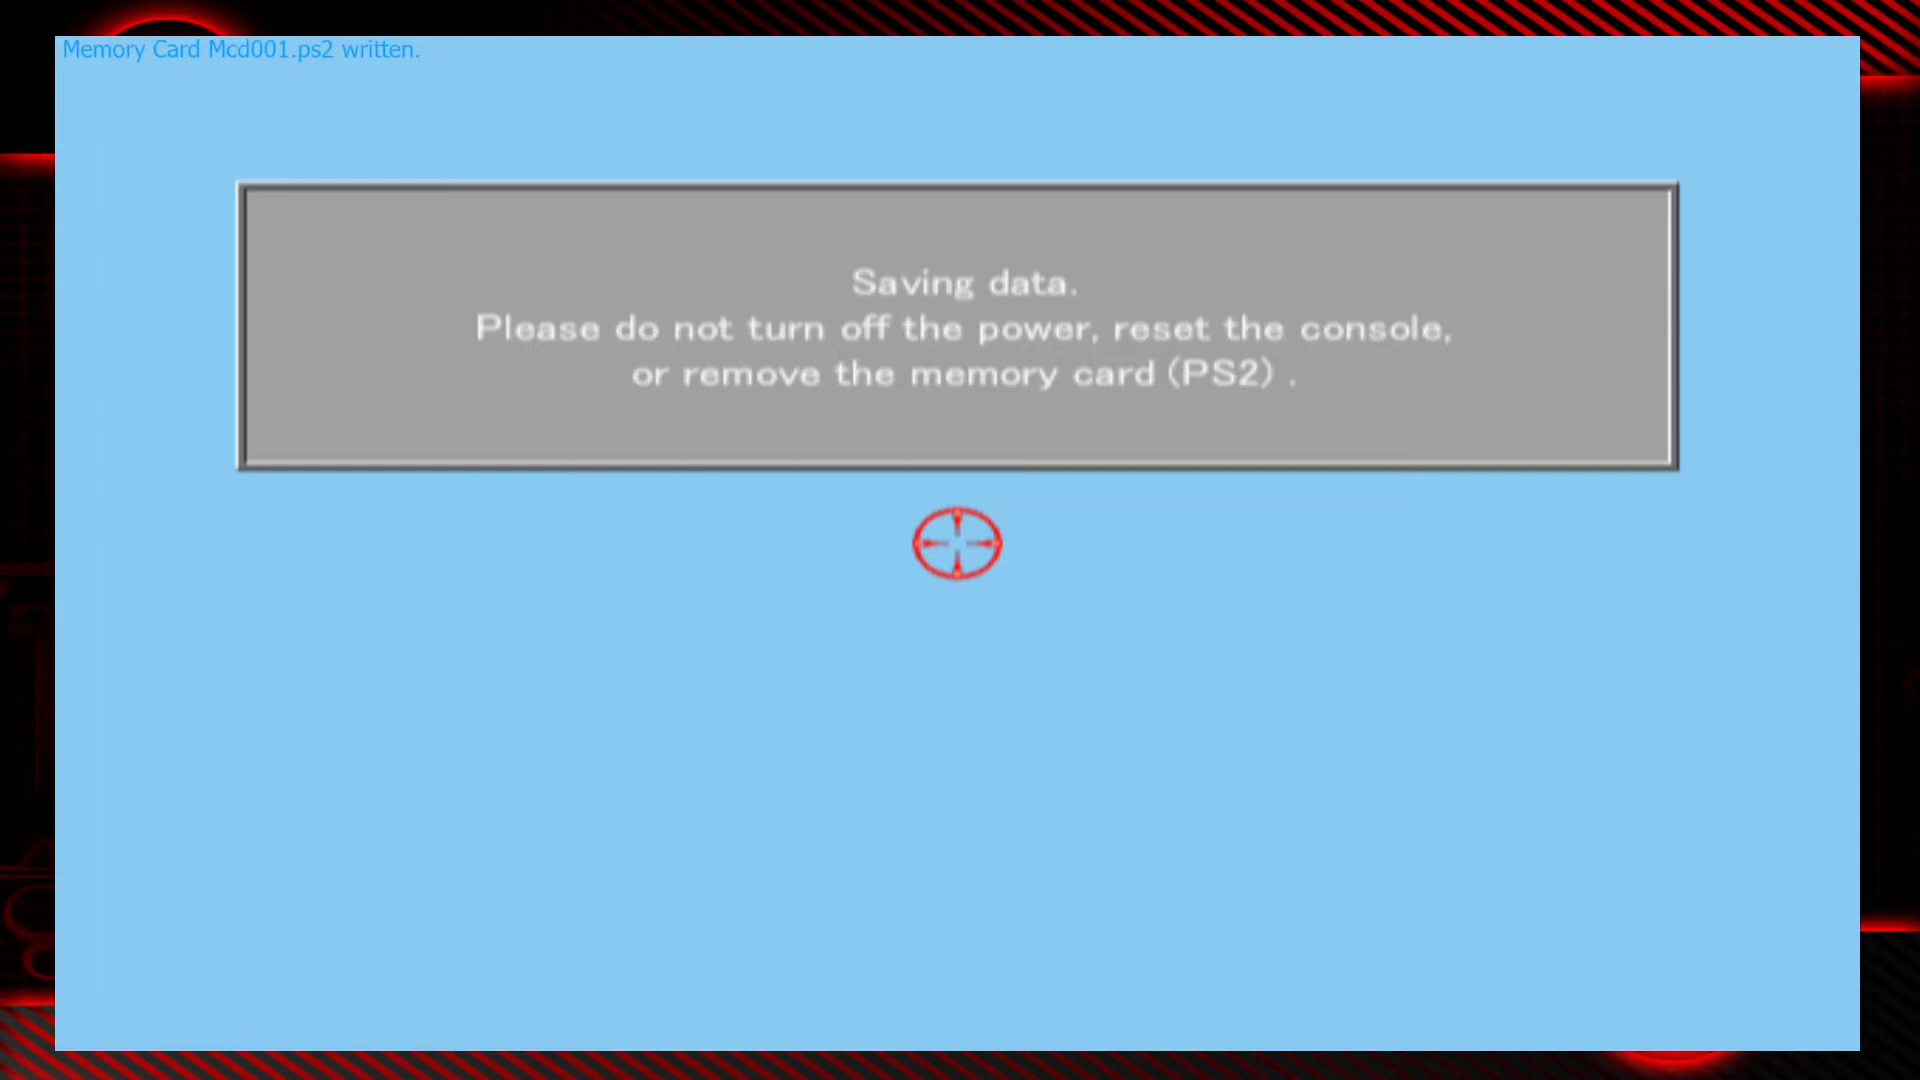 Memory Card Mcd001.ps2 written.
Saving data.
Please do not turn off the power, reset the console,
or remove the memory card (PS2) .